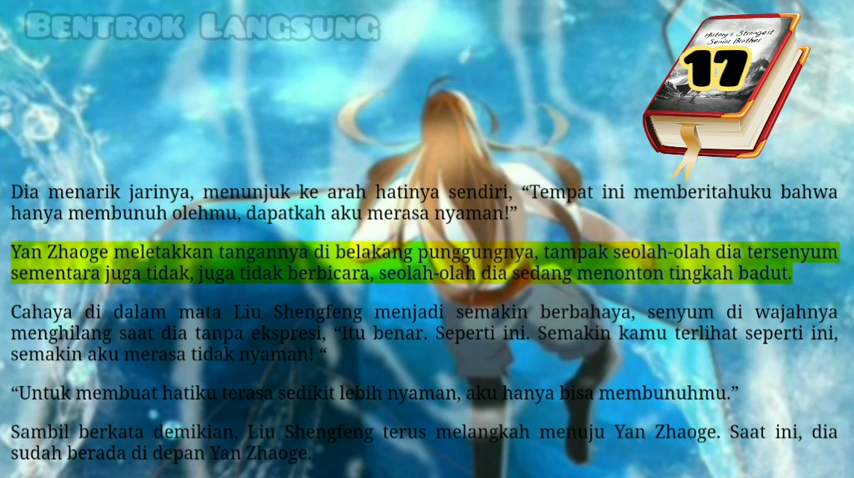 Bentrok Langsung
History's Strongest
Senior Brother
17
Dia menarik jarinya, menunjuk ke arah hatinya sendiri, “Tempat ini memberitahuku bahwa
hanya membunuh olehmu, dapatkah aku merasa nyaman!”
Yan Zhaoge meletakkan tangannya di belakang punggungnya, tampak seolah-olah dia tersenyum
sementara juga tidak, juga tidak berbicara, seolah-olah dia sedang menonton tingkah badut.
Cahaya di dalam mata Liu Shengfeng menjadi semakin berbahaya, senyum di wajahnya
menghilang saat dia tanpa ekspresi, “Itu benar. Seperti ini. Semakin kamu terlihat seperti ini,
semakin aku merasa tidak nyaman! “
“Untuk membuat hatiku terasa sedikit lebih nyaman, aku hanya bisa membunuhmu.”
Sambil berkata demikian, Liu Shengfeng terus melangkah menuju Yan Zhaoge. Saat ini, dia
sudah berada di depan Yan Zhaoge.